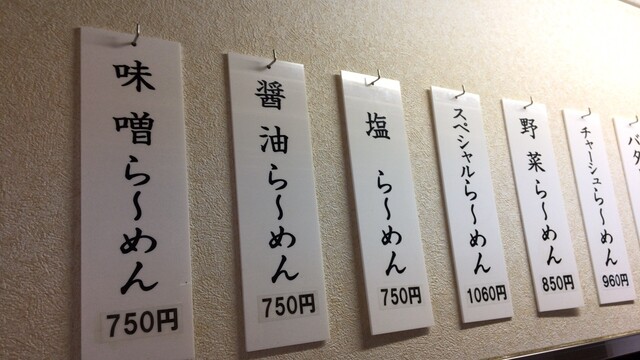 味噌ら〜めん
750円
醤油ら〜めん
750円
塩 ら〜めん
750円
スペシャルら〜めん
1060円
野菜ら〜めん
850円
チャーシュら〜めん
960円
バタ